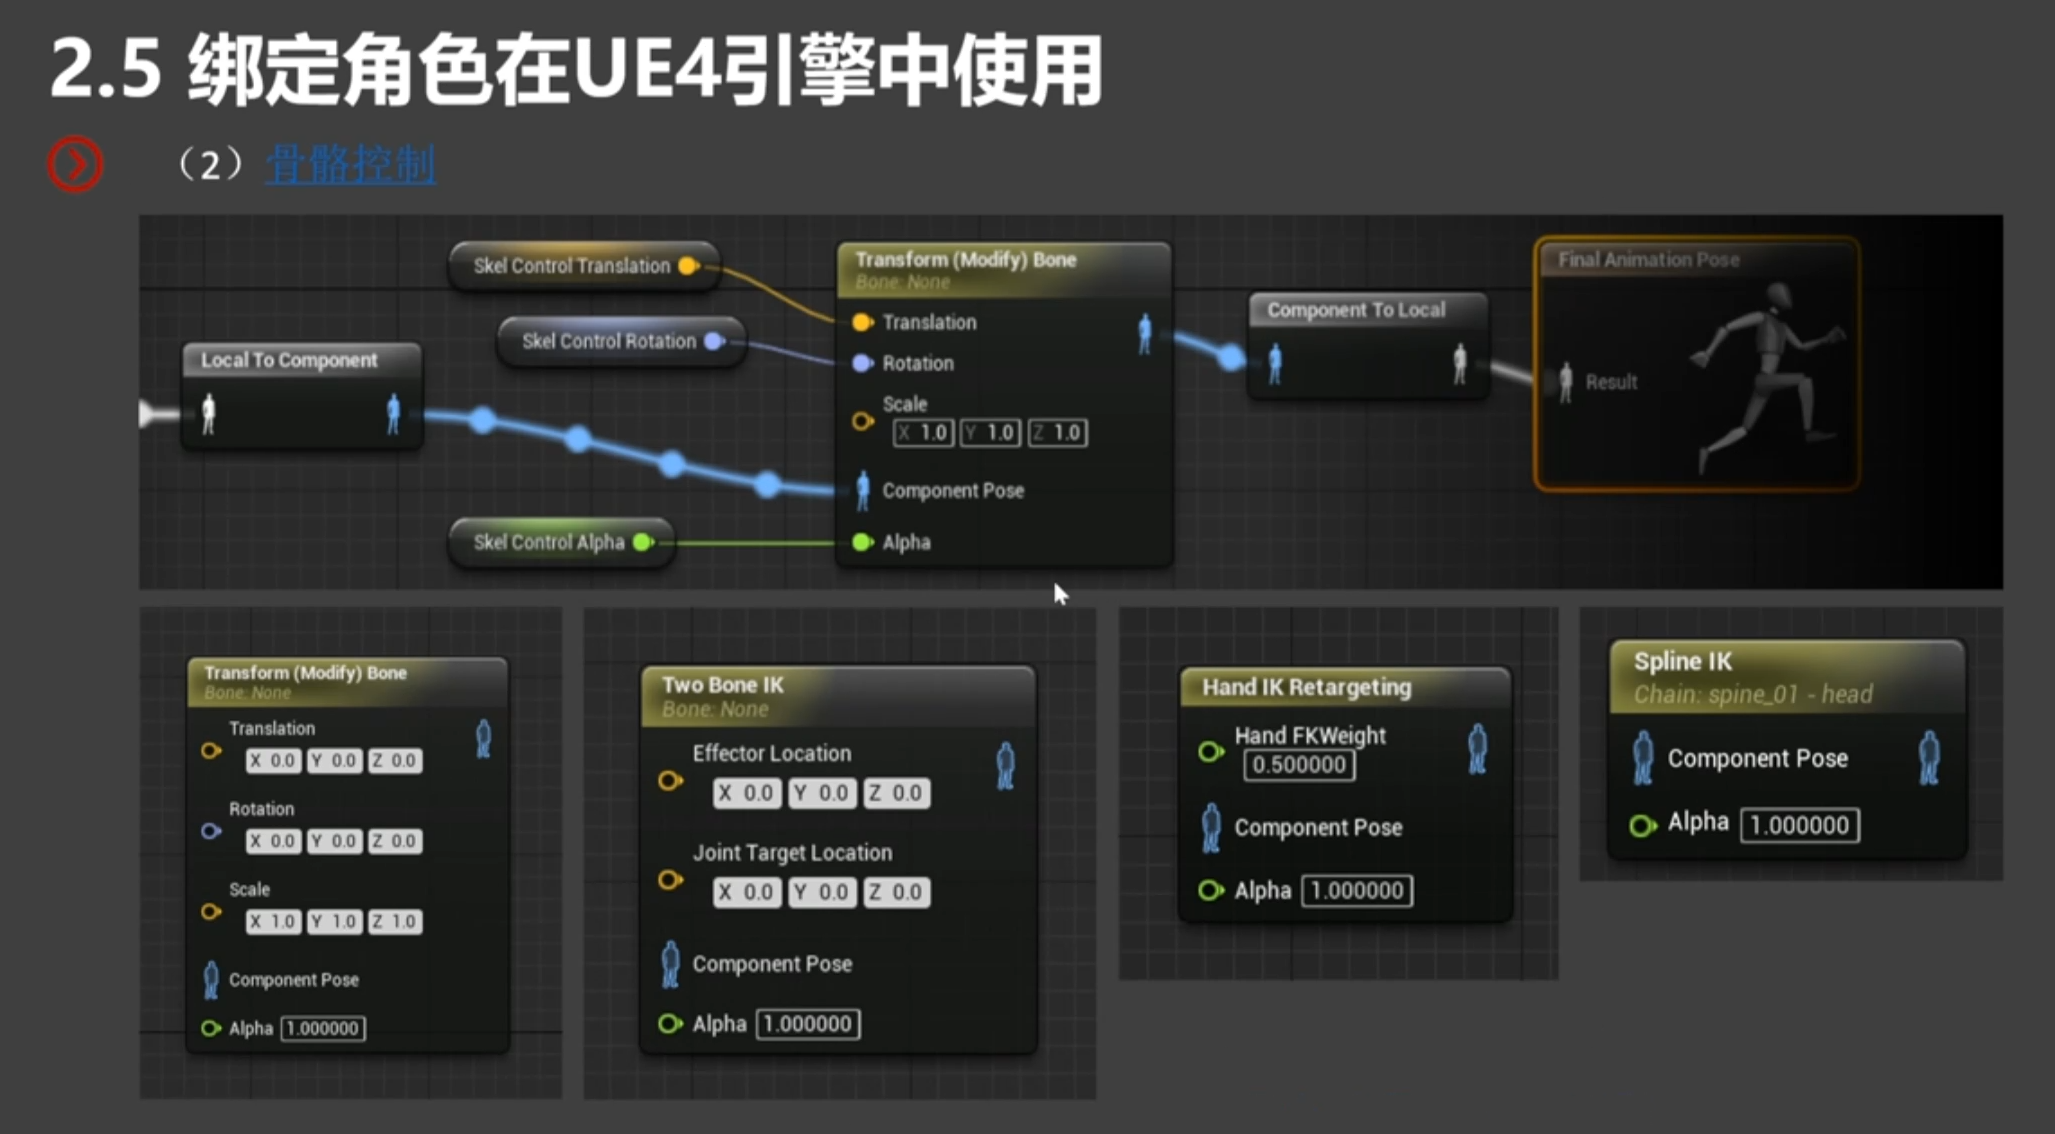 2.5 绑定角色在UE4引擎中使用
（2）骨骼控制
Skel Control Translation
Skel Control Rotation
Local To Component
Skel Control Alpha
Transform (Modify) Bone
Bone: None
Translation
Rotation
Scale
X 1.0 Y 1.0 Z 1.0
Component Pose
Alpha
Component To Local
Final Animation Pose
Result
Transform (Modify) Bone
Bone: None
Translation
X 0.0 Y 0.0 Z 0.0
Rotation
X 0.0 Y 0.0 Z 0.0
Scale
X 1.0 Y 1.0 Z 1.0
Component Pose
Alpha 1.000000
Two Bone IK
Bone: None
Effector Location
X 0.0 Y 0.0 Z 0.0
Joint Target Location
X 0.0 Y 0.0 Z 0.0
Component Pose
Alpha 1.000000
Hand IK Retargeting
Hand FKWeight
0.500000
Component Pose
Alpha 1.000000
Spline IK
Chain: spine_01 - head
Component Pose
Alpha 1.000000